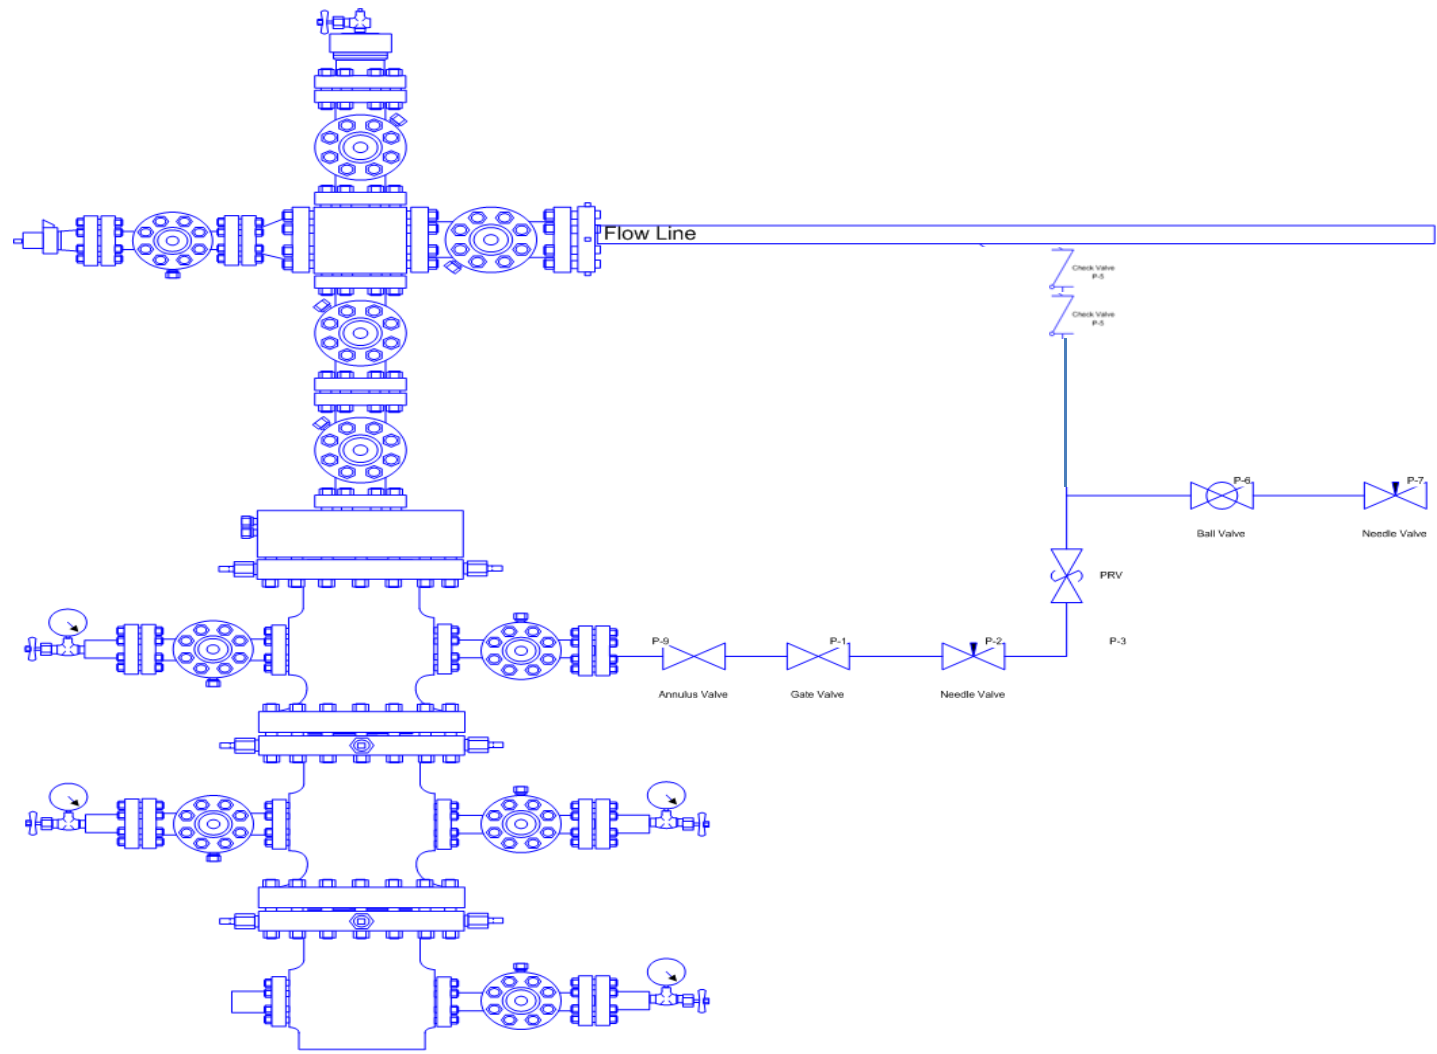 Flow Line
Check Valve
P-5
Check Valve
P-5
P-6
P-7
Ball Valve
Needle Valve
PRV
P-9
P-1
P-2
P-3
Annulus Valve
Gate Valve
Needle Valve